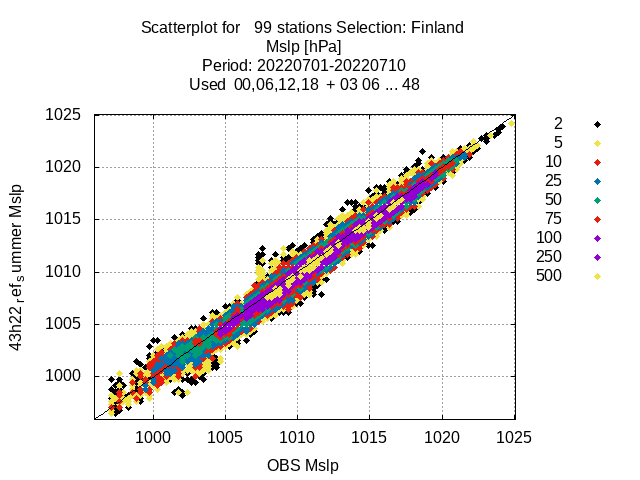 Scatterplot for   99 stations Selection: Finland
Mslp [hPa]
Period: 20220701-20220710
Used  00,06,12,18  + 03 06 ... 48
1025
1020
1015
1010
1005
1000
43h22_ref_summer Mslp
1000 1005 1010 1015 1020 1025
OBS Mslp
2
5
10
25
50
75
100
250
500